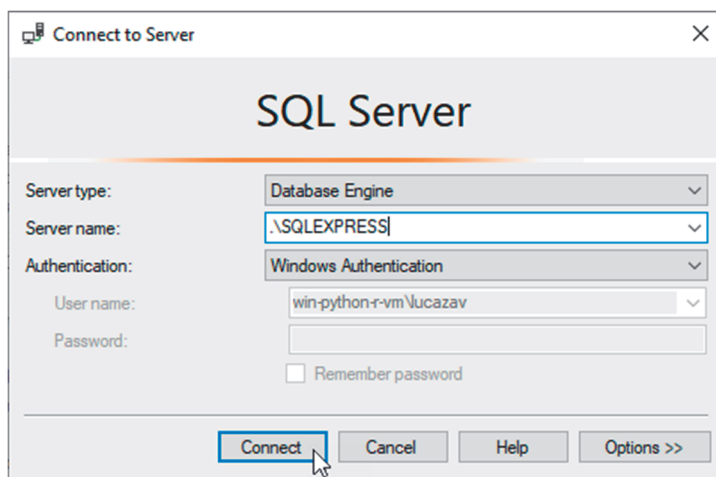 Connect to Server
SQL Server
Server type: Database Engine
Server name: .\SQLEXPRESS
Authentication: Windows Authentication
User name: win-python-r-vm\lucazav
Password:
Remember password
Connect Cancel Help Options >>